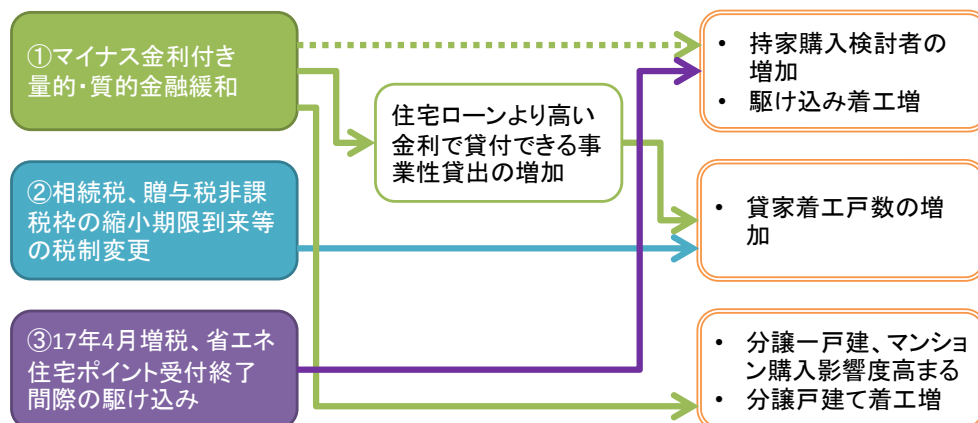 ①マイナス金利付き
量的・質的金融緩和
②相続税、贈与税非課
税枠の縮小期限到来等
の税制変更
③17年4月増税、省エネ
住宅ポイント受付終了
間際の駆け込み
住宅ローンより高い
金利で貸付できる事
業性貸出の増加
• 持家購入検討者の
増加
• 駆け込み着工増
• 貸家着工戸数の増
加
• 分譲一戸建、マンショ
ン購入影響度高まる
• 分譲戸建て着工増